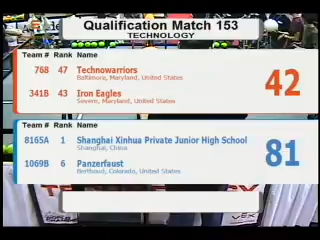 Qualification Match 153
TECHNOLOGY
Team # Rank Name
768 47 Technowarriors
Baltimore, Maryland, United States
341B 43 Iron Eagles
Severn, Maryland, United States
42
Team # Rank Name
8165A 1 Shanghai Xinhua Private Junior High School
Shanghai, China
1069B 6 Panzerfaust
Berthoud, Colorado, United States
81
VEX